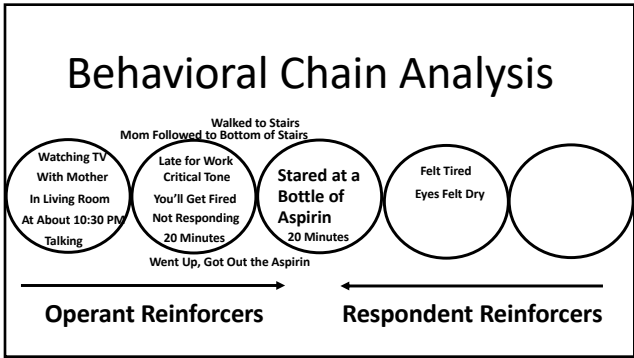 Behavioral Chain Analysis
Walked to Stairs
Mom Followed to Bottom of Stairs
Watching TV
With Mother
In Living Room
At About 10:30 PM
Talking
Late for Work
Critical Tone
You'll Get Fired
Not Responding
20 Minutes
Went Up, Got Out the Aspirin
Stared at a
Bottle of
Aspirin
20 Minutes
Felt Tired
Eyes Felt Dry
Operant Reinforcers
Respondent Reinforcers